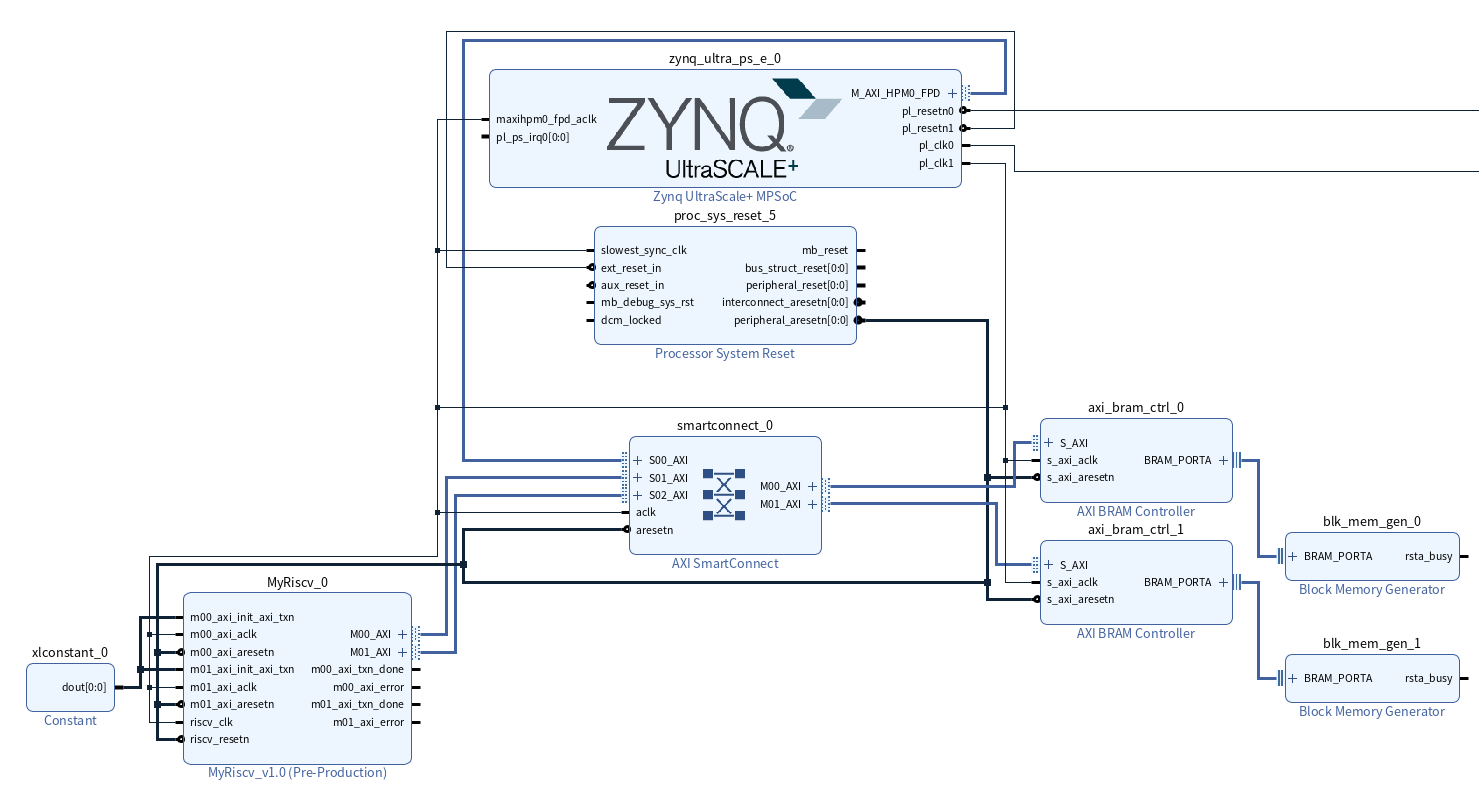 zynq_ultra_ps_e_0
M_AXI_HPM0_FPD
pl_resetn0
maxihpm0_fpd_aclk
pl_resetn1
pl_ps_irq0[0:0]
pl_clk0
pl_clk1
ZYNQ
UltraSCALE+
Zynq UltraScale+ MPSoC
proc_sys_reset_5
slowest_sync_clk
mb_reset
ext_reset_in
bus_struct_reset[0:0]
aux_reset_in
peripheral_reset[0:0]
mb_debug_sys_rst
interconnect_aresetn[0:0]
dcm_locked
peripheral_aresetn[0:0]
Processor System Reset
smartconnect_0
S00_AXI
S01_AXI
S02_AXI
aclk
aresetn
M00_AXI
M01_AXI
AXI SmartConnect
axi_bram_ctrl_0
S_AXI
s_axi_aclk
s_axi_aresetn
BRAM_PORTA
AXI BRAM Controller
axi_bram_ctrl_1
S_AXI
s_axi_aclk
s_axi_aresetn
BRAM_PORTA
AXI BRAM Controller
blk_mem_gen_0
BRAM_PORTA
rsta_busy
Block Memory Generator
blk_mem_gen_1
BRAM_PORTA
rsta_busy
Block Memory Generator
MyRiscv_0
m00_axi_init_axi_txn
m00_axi_aclk
m00_axi_aresetn
m01_axi_init_axi_txn
m01_axi_aclk
m01_axi_aresetn
riscv_clk
riscv_resetn
M00_AXI
M01_AXI
m00_axi_txn_done
m00_axi_error
m01_axi_txn_done
m01_axi_error
MyRiscv_v1.0 (Pre-Production)
xlconstant_0
dout[0:0]
Constant